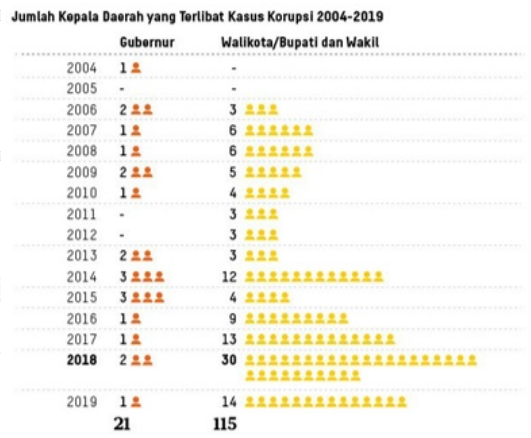 Jumlah Kepala Daerah yang Terlibat Kasus Korupsi 2004-2019
Gubernur Walikota/Bupati dan Wakil
2004 1 -
2005 - -
2006 2 3
2007 1 6
2008 1 6
2009 2 5
2010 1 4
2011 - 3
2012 - 3
2013 2 3
2014 3 12
2015 3 4
2016 1 9
2017 1 13
2018 2 30
2019 1 14
21 115